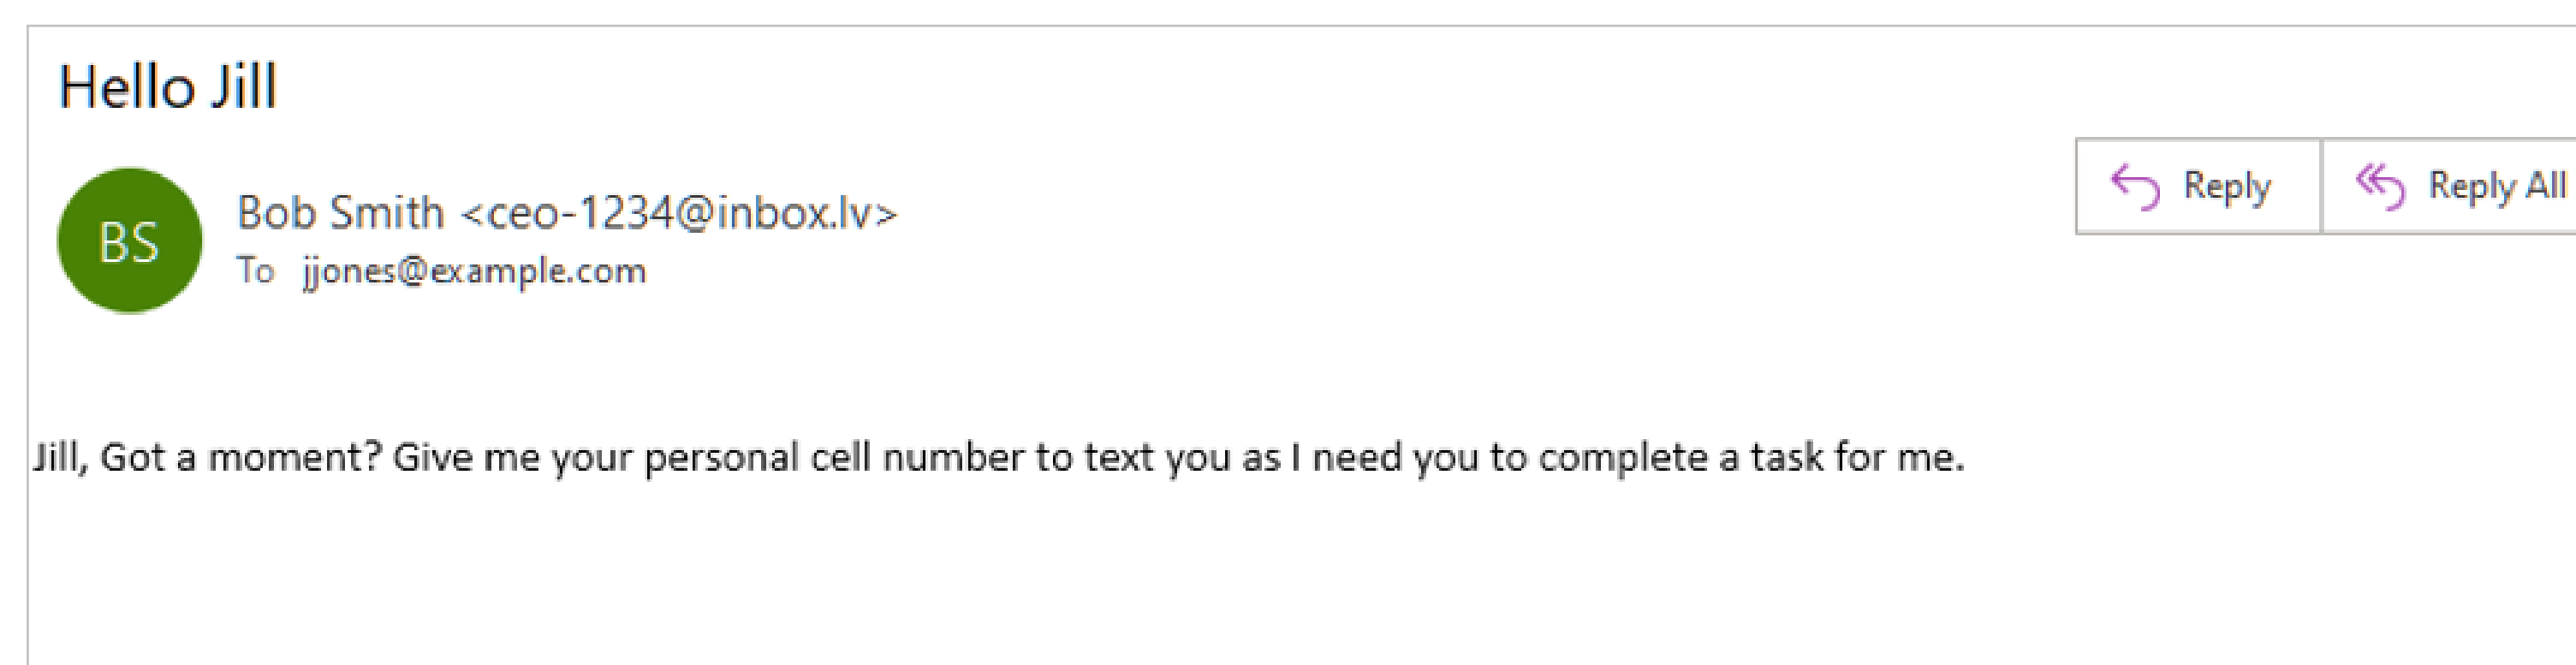 Hello Jill
Reply Reply All
BS
Bob Smith <ceo-1234@inbox.lv>
To jjones@example.com
Jill, Got a moment? Give me your personal cell number to text you as I need you to complete a task for me.